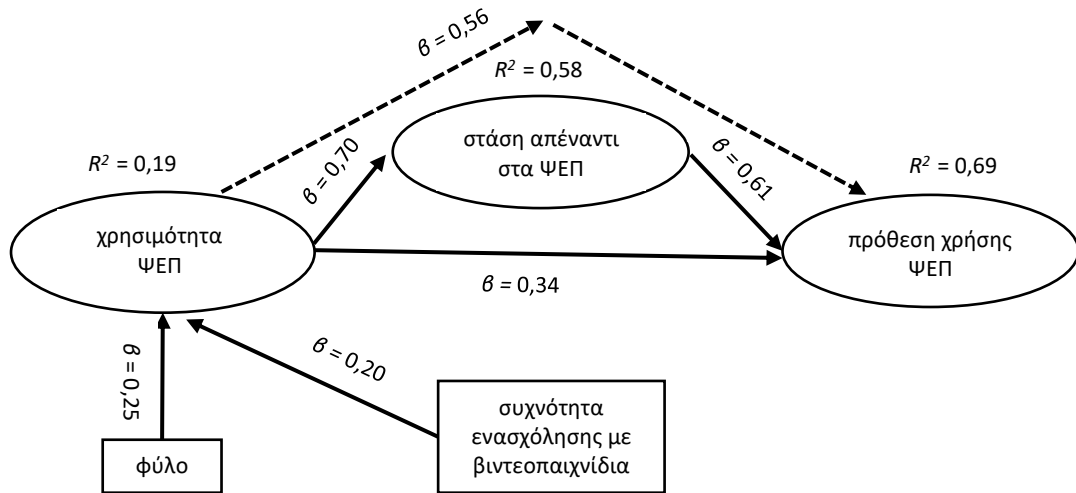 β = 0,56
R² = 0,58
στάση απέναντι
στα ΨΕΠ
R² = 0,19
β = 0,70
β = 0,61
R² = 0,69
χρησιμότητα
ΨΕΠ
πρόθεση χρήσης
ΨΕΠ
β = 0,34
β = 0,25
β = 0,20
συχνότητα
ενασχόλησης με
βιντεοπαιχνίδια
φύλο